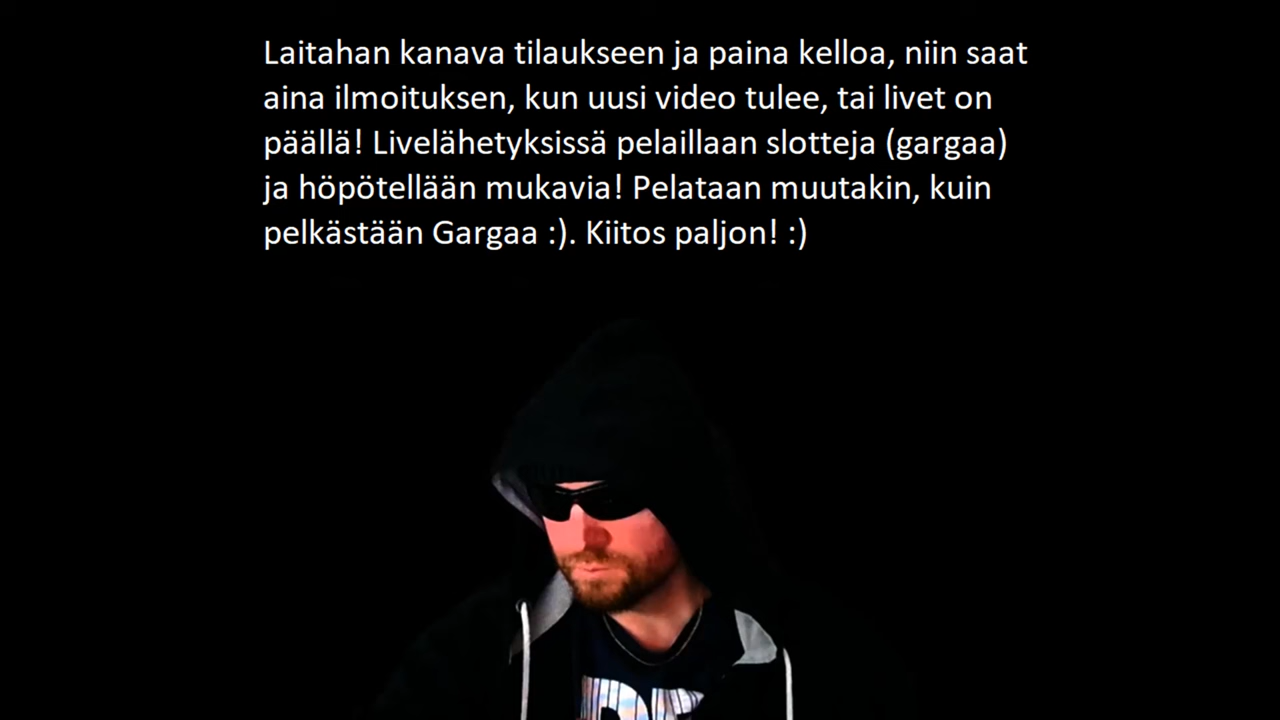 Laitahan kanava tilaukseen ja paina kelloa, niin saat
aina ilmoituksen, kun uusi video tulee, tai livet on
päällä! Livelähetyksissä pelaillaan slotteja (gargaa)
ja höpötellään mukavia! Pelataan muutakin, kuin
pelkästään Gargaa :). Kiitos paljon! :)